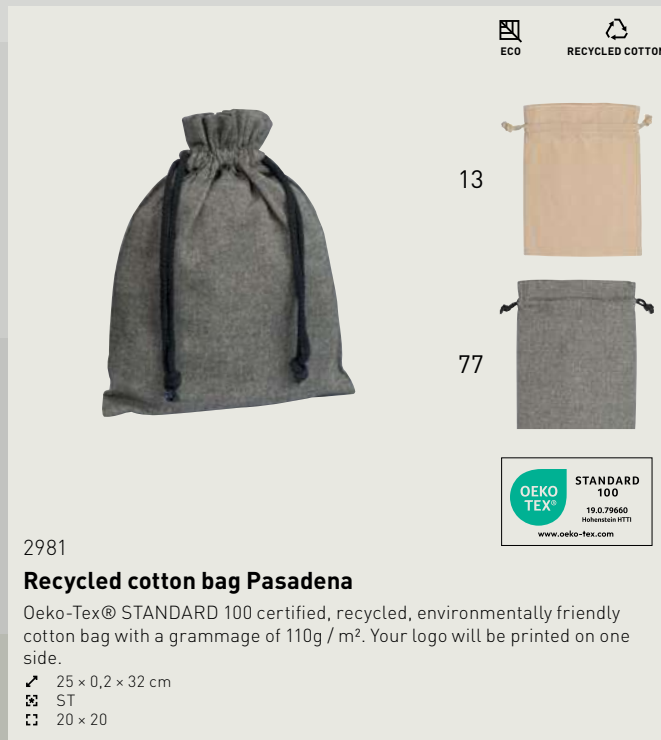 ECO
RECYCLED COTTON
13
77
OEKO
TEX®
STANDARD
100
19.0.79660
Hohenstein HTTI
www.oeko-tex.com
2981
Recycled cotton bag Pasadena
Oeko-Tex® STANDARD 100 certified, recycled, environmentally friendly
cotton bag with a grammage of 110g / m². Your logo will be printed on one
side.
25 × 0,2 × 32 cm
ST
20 × 20